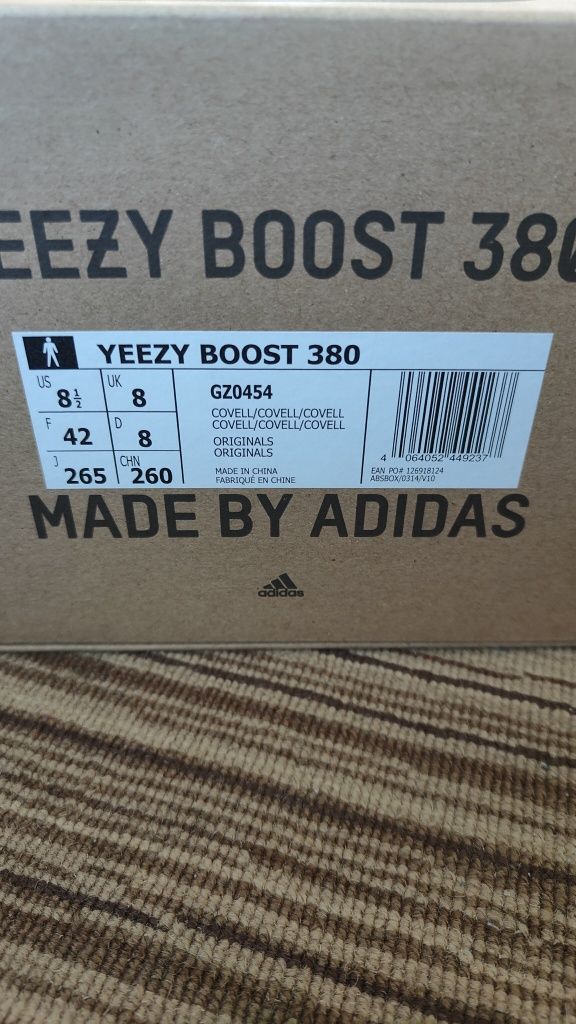 EEZY BOOST 380
YEEZY BOOST 380
US 8½ UK 8
F 42 D 8
J 265 CHN 260
GZ0454
COVELL/COVELL/COVELL
COVELL/COVELL/COVELL
ORIGINALS
ORIGINALS
MADE IN CHINA
FABRIQUÉ EN CHINE
4 064052 449237
EAN PO# 126918124
ABSBOX/0314/V10
MADE BY ADIDAS
adidas